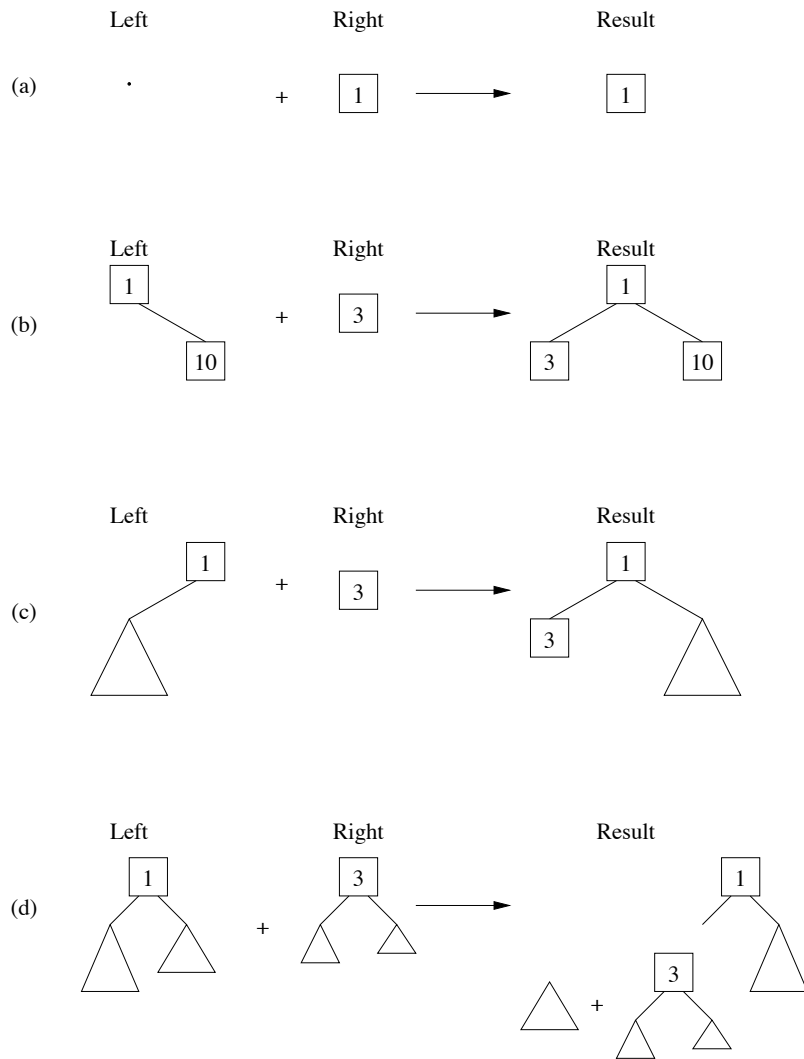 Left Right Result
(a) + 1 1
Left Right Result
1 1
(b) + 3
10 3 10
Left Right Result
1 1
+ 3
(c) 3
Left Right Result
1 3 1
(d) +
3
+